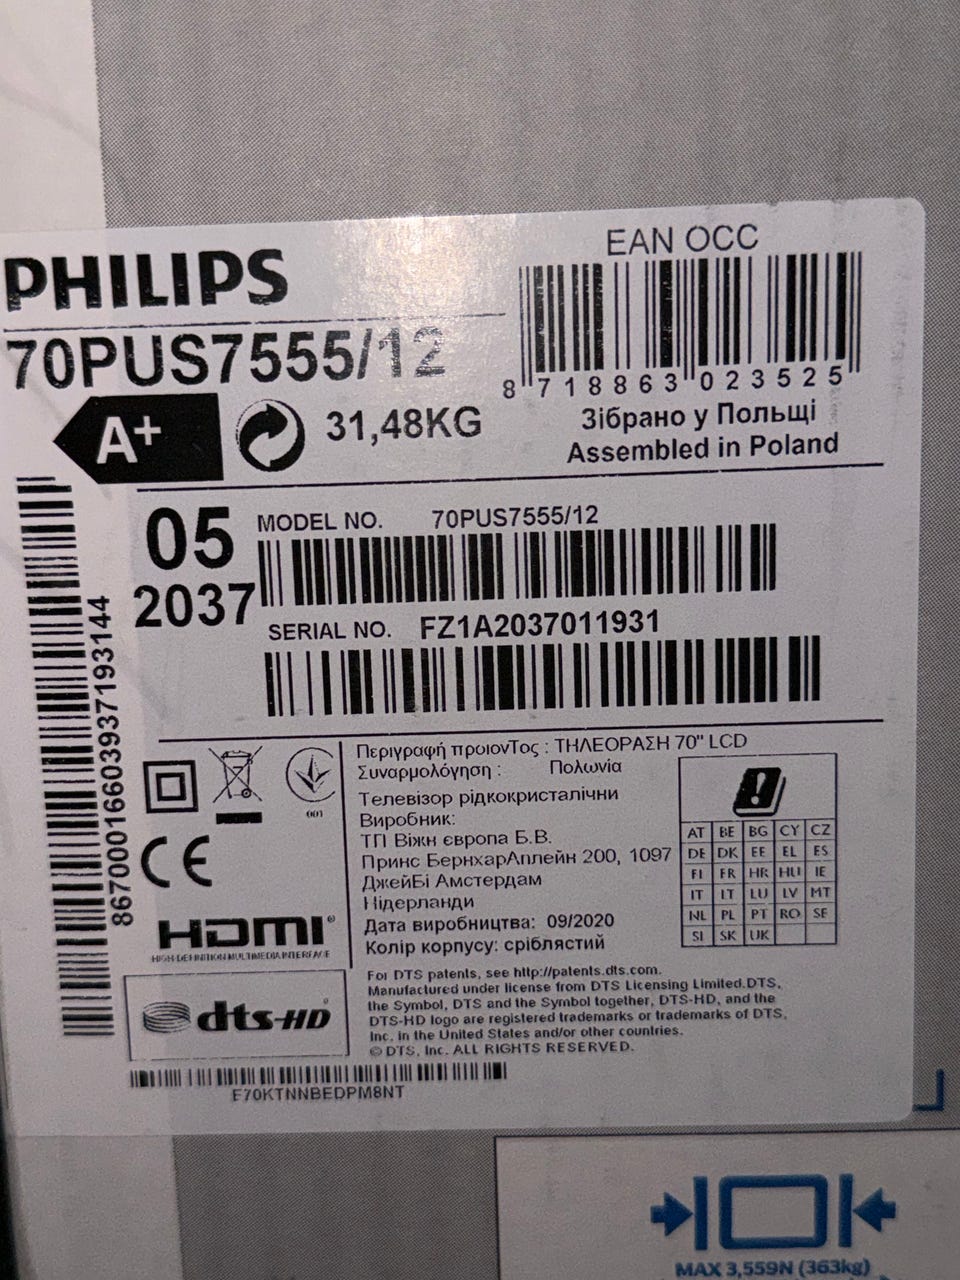 EAN OCC
PHILIPS
70PUS7555/12
8 718863 023525
A+
31,48KG
Зібрано у Польщі
Assembled in Poland
05
2037
MODEL NO. 70PUS7555/12
SERIAL NO. FZ1A2037011931
867000166039371931​44
001
Περιγραφή προιονΤος : ΤΗΛΕΟΡΑΣΗ 70" LCD
Συναρμολόγηση : Πολωνία
Телевізор рідкокристалічни
Виробник:
ТП Віжн європа Б.В.
Принс БернхарАплейн 200, 1097
ДжейБі Амстердам
Нідерланди
Дата виробництва: 09/2020
Колір корпусу: сріблястий
AT BE BG CY CZ
DE DK EE EL ES
FI FR HR HU IE
IT LT LU LV MT
NL PL PT RO SE
SI SK UK
CE
HDMI®
HIGH-DEFINITION MULTIMEDIA INTERFACE
dts-HD
For DTS patents, see http://patents.dts.com.
Manufactured under license from DTS Licensing Limited.DTS,
the Symbol, DTS and the Symbol together, DTS-HD, and the
DTS-HD logo are registered trademarks or trademarks of DTS,
Inc. in the United States and/or other countries.
© DTS, Inc. ALL RIGHTS RESERVED.
F70KTNNBEDPM8NT
MAX 3,559N (363kg)